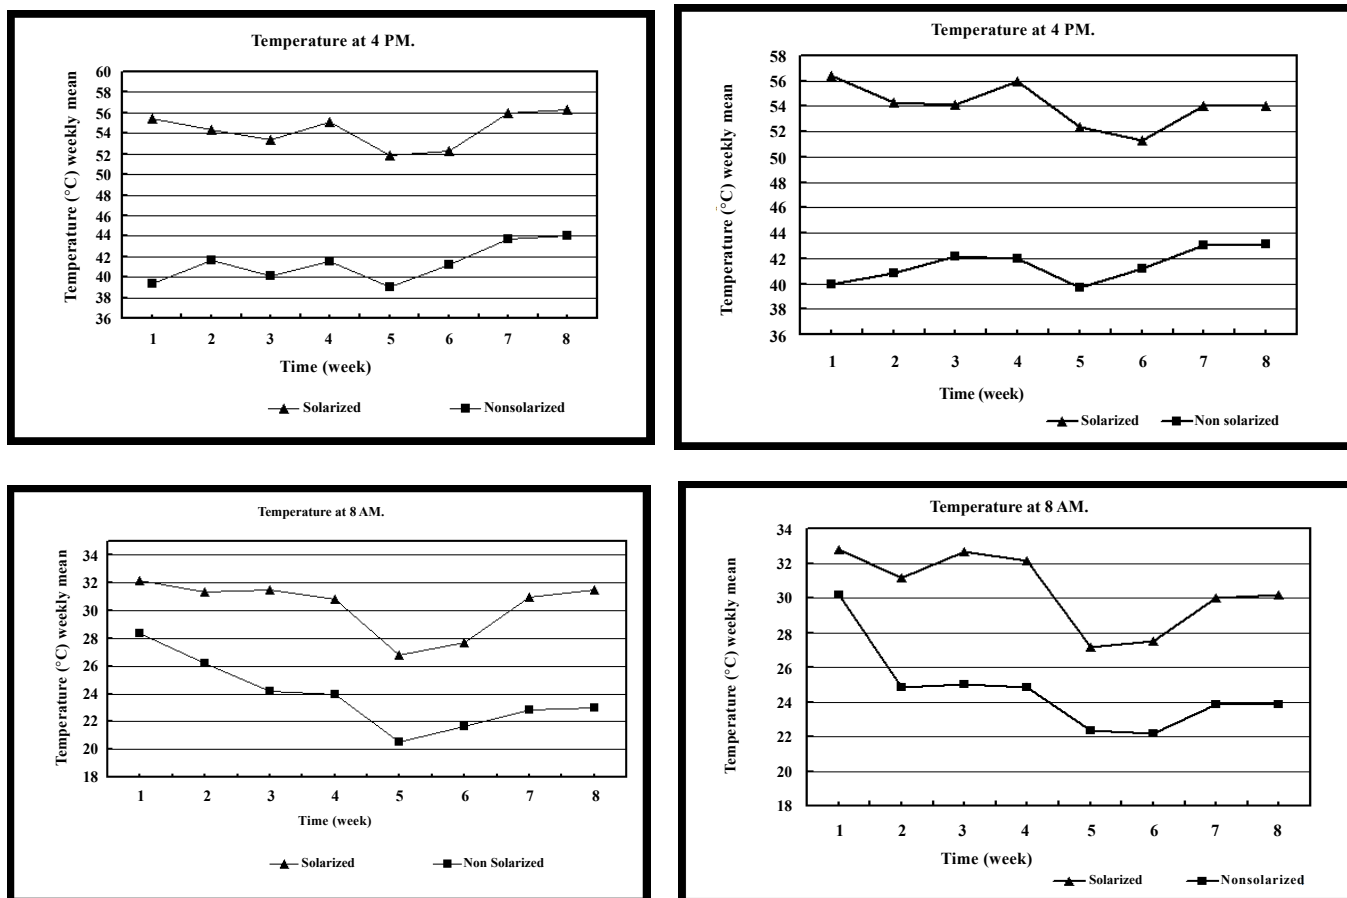 Temperature at 4 PM.
Temperature (°C) weekly mean
60
58
56
54
52
50
48
46
44
42
40
38
36
1 2 3 4 5 6 7 8
Time (week)
Solarized Nonsolarized
Temperature at 4 PM.
Temperature (°C) weekly mean
58
56
54
52
50
48
46
44
42
40
38
36
1 2 3 4 5 6 7 8
Time (week)
Solarized Non solarized
Temperature at 8 AM.
Temperature (°C) weekly mean
34
32
30
28
26
24
22
20
18
1 2 3 4 5 6 7 8
Time (week)
Solarized Non Solarized
Temperature at 8 AM.
Temperature (°C) weekly mean
34
32
30
28
26
24
22
20
18
1 2 3 4 5 6 7 8
Time (week)
Solarized Nonsolarized